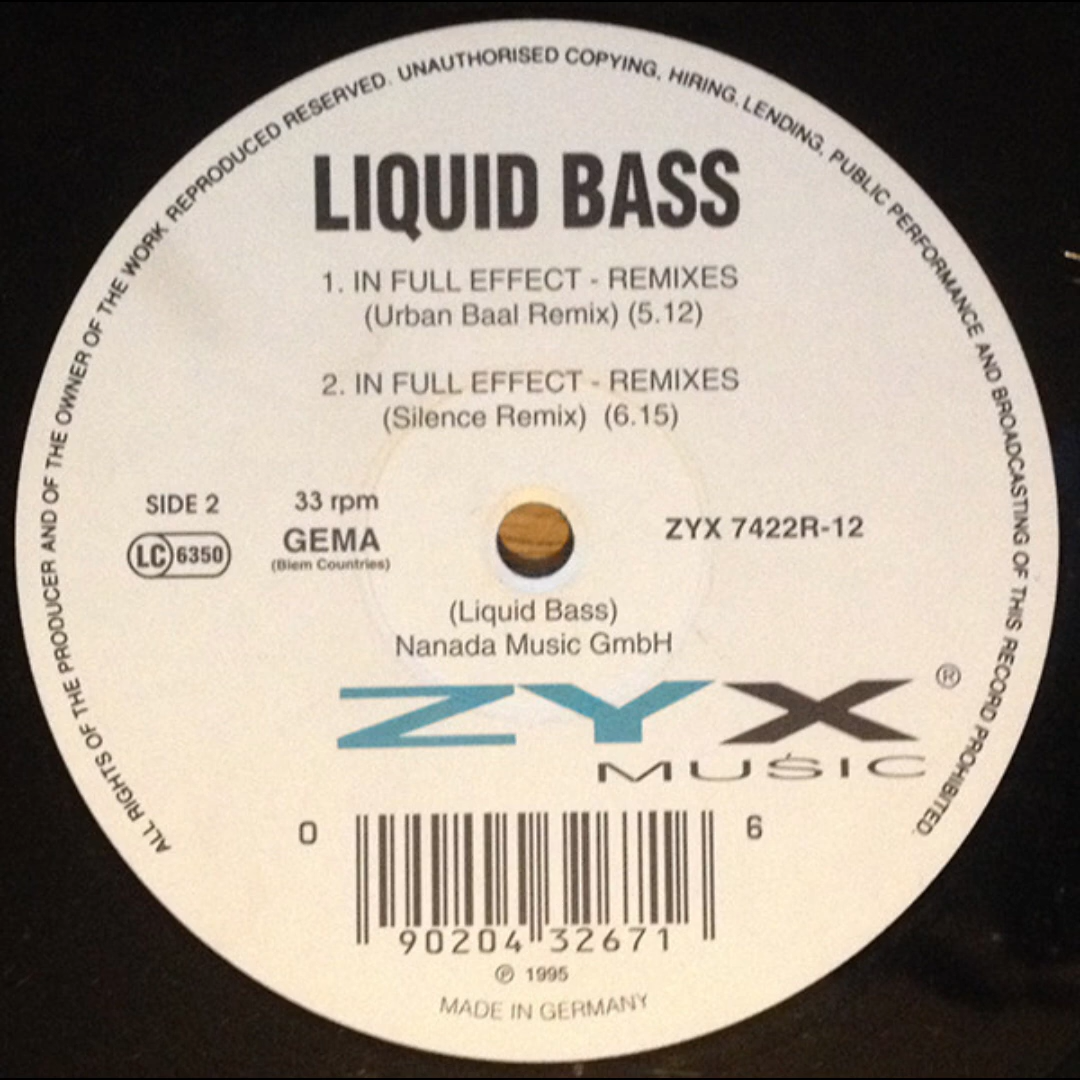 ALL RIGHTS OF THE PRODUCER AND OF THE OWNER OF THE WORK REPRODUCED RESERVED. UNAUTHORISED COPYING, HIRING, LENDING, PUBLIC PERFORMANCE AND BROADCASTING OF THIS RECORD PROHIBITED.
LIQUID BASS
1. IN FULL EFFECT - REMIXES
(Urban Baal Remix) (5.12)
2. IN FULL EFFECT - REMIXES
(Silence Remix) (6.15)
SIDE 2
LC 6350
33 rpm
GEMA
(Biem Countries)
ZYX 7422R-12
(Liquid Bass)
Nanada Music GmbH
ZYX ®
MUSIC
0 90204 32671 6
℗ 1995
MADE IN GERMANY